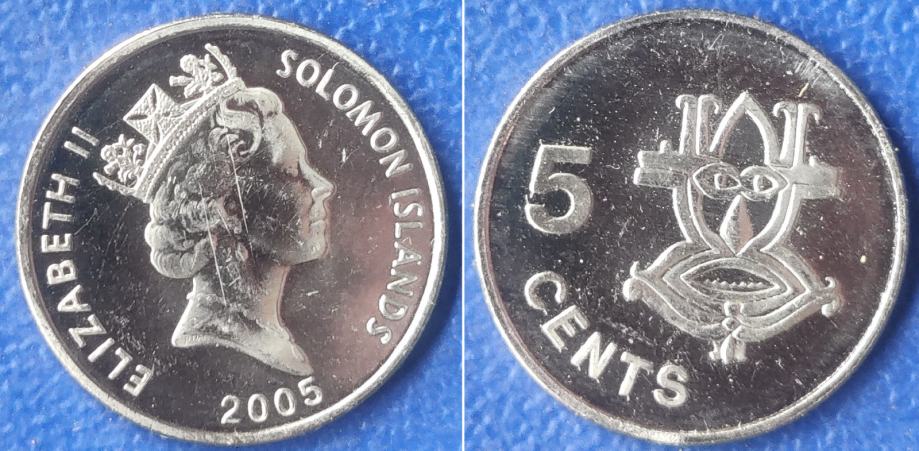 ELIZABETH II
SOLOMON ISLANDS
2005
5
CENTS